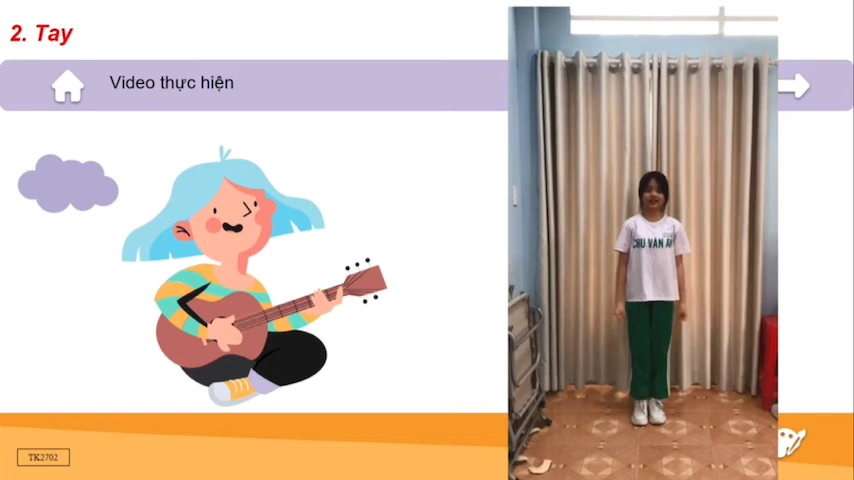 2. Tay
Video thực hiện
CHU VĂN AN
TK2702